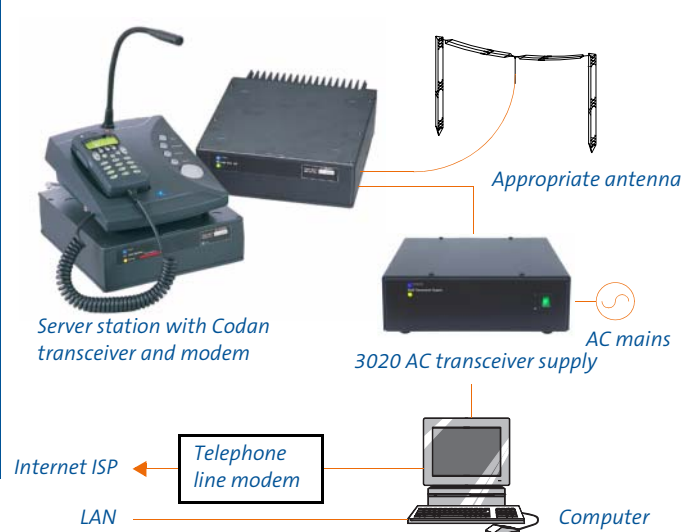 Appropriate antenna
Server station with Codan
transceiver and modem
AC mains
3020 AC transceiver supply
Telephone
line modem
Internet ISP
LAN
Computer